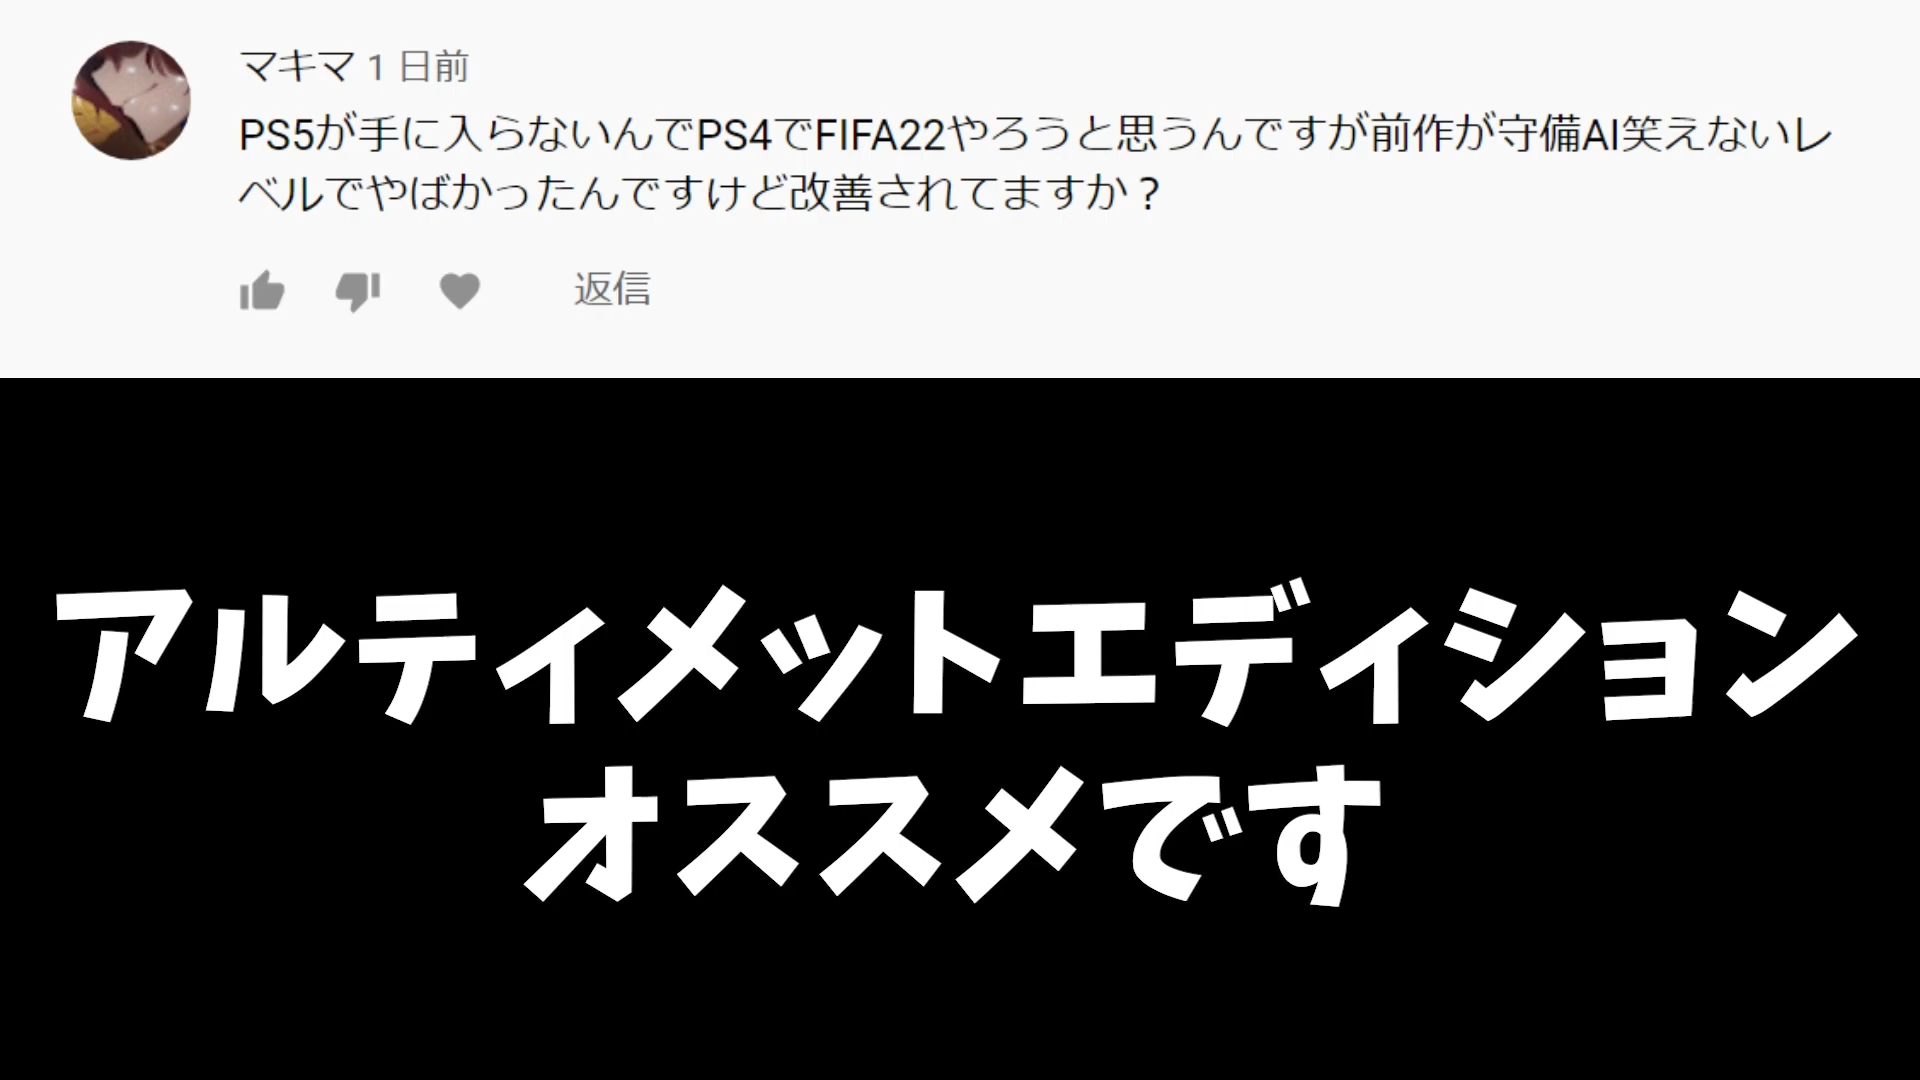 マキマ 1 日前
PS5が手に入らないんでPS4でFIFA22やろうと思うんですが前作が守備AI笑えないレ
ベルでやばかったんですけど改善されてますか？
返信
アルティメットエディション
オススメです